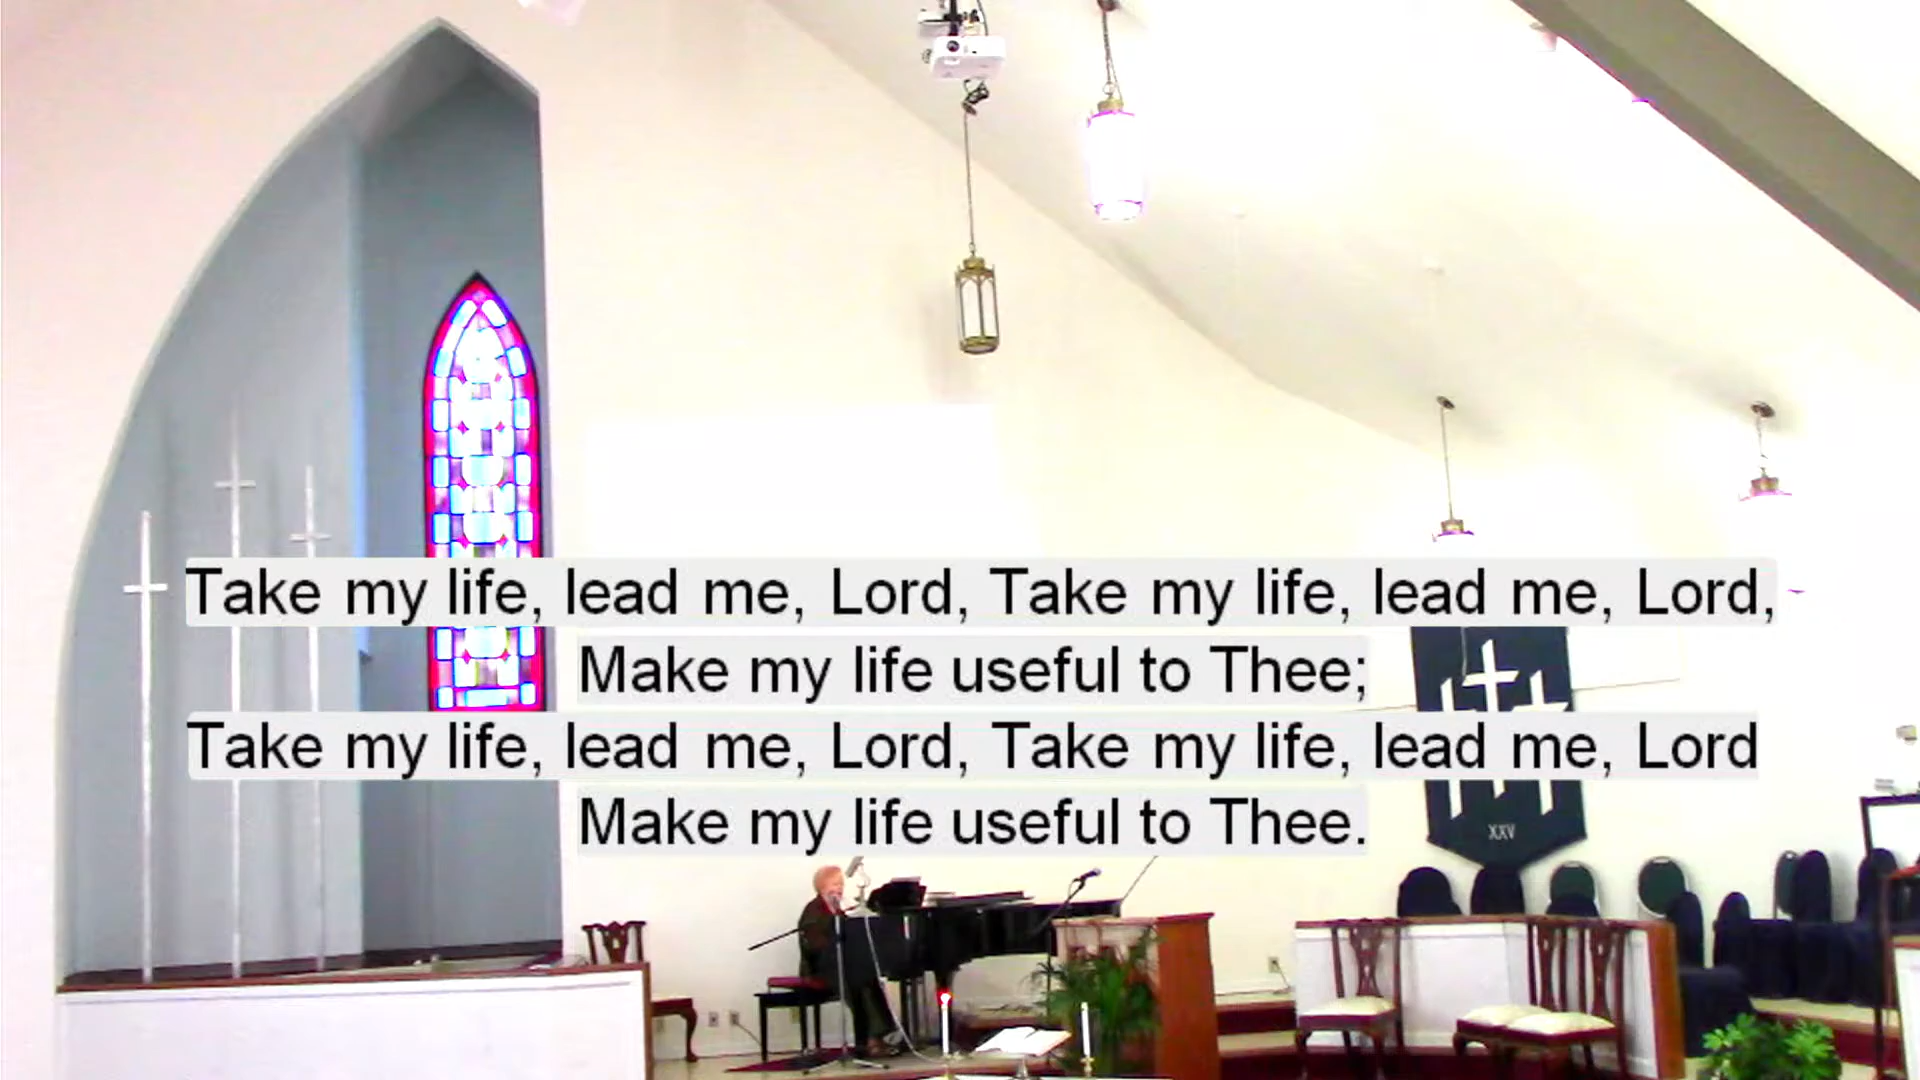 Take my life, lead me, Lord, Take my life, lead me, Lord,
Make my life useful to Thee;
Take my life, lead me, Lord, Take my life, lead me, Lord
Make my life useful to Thee.
XXV